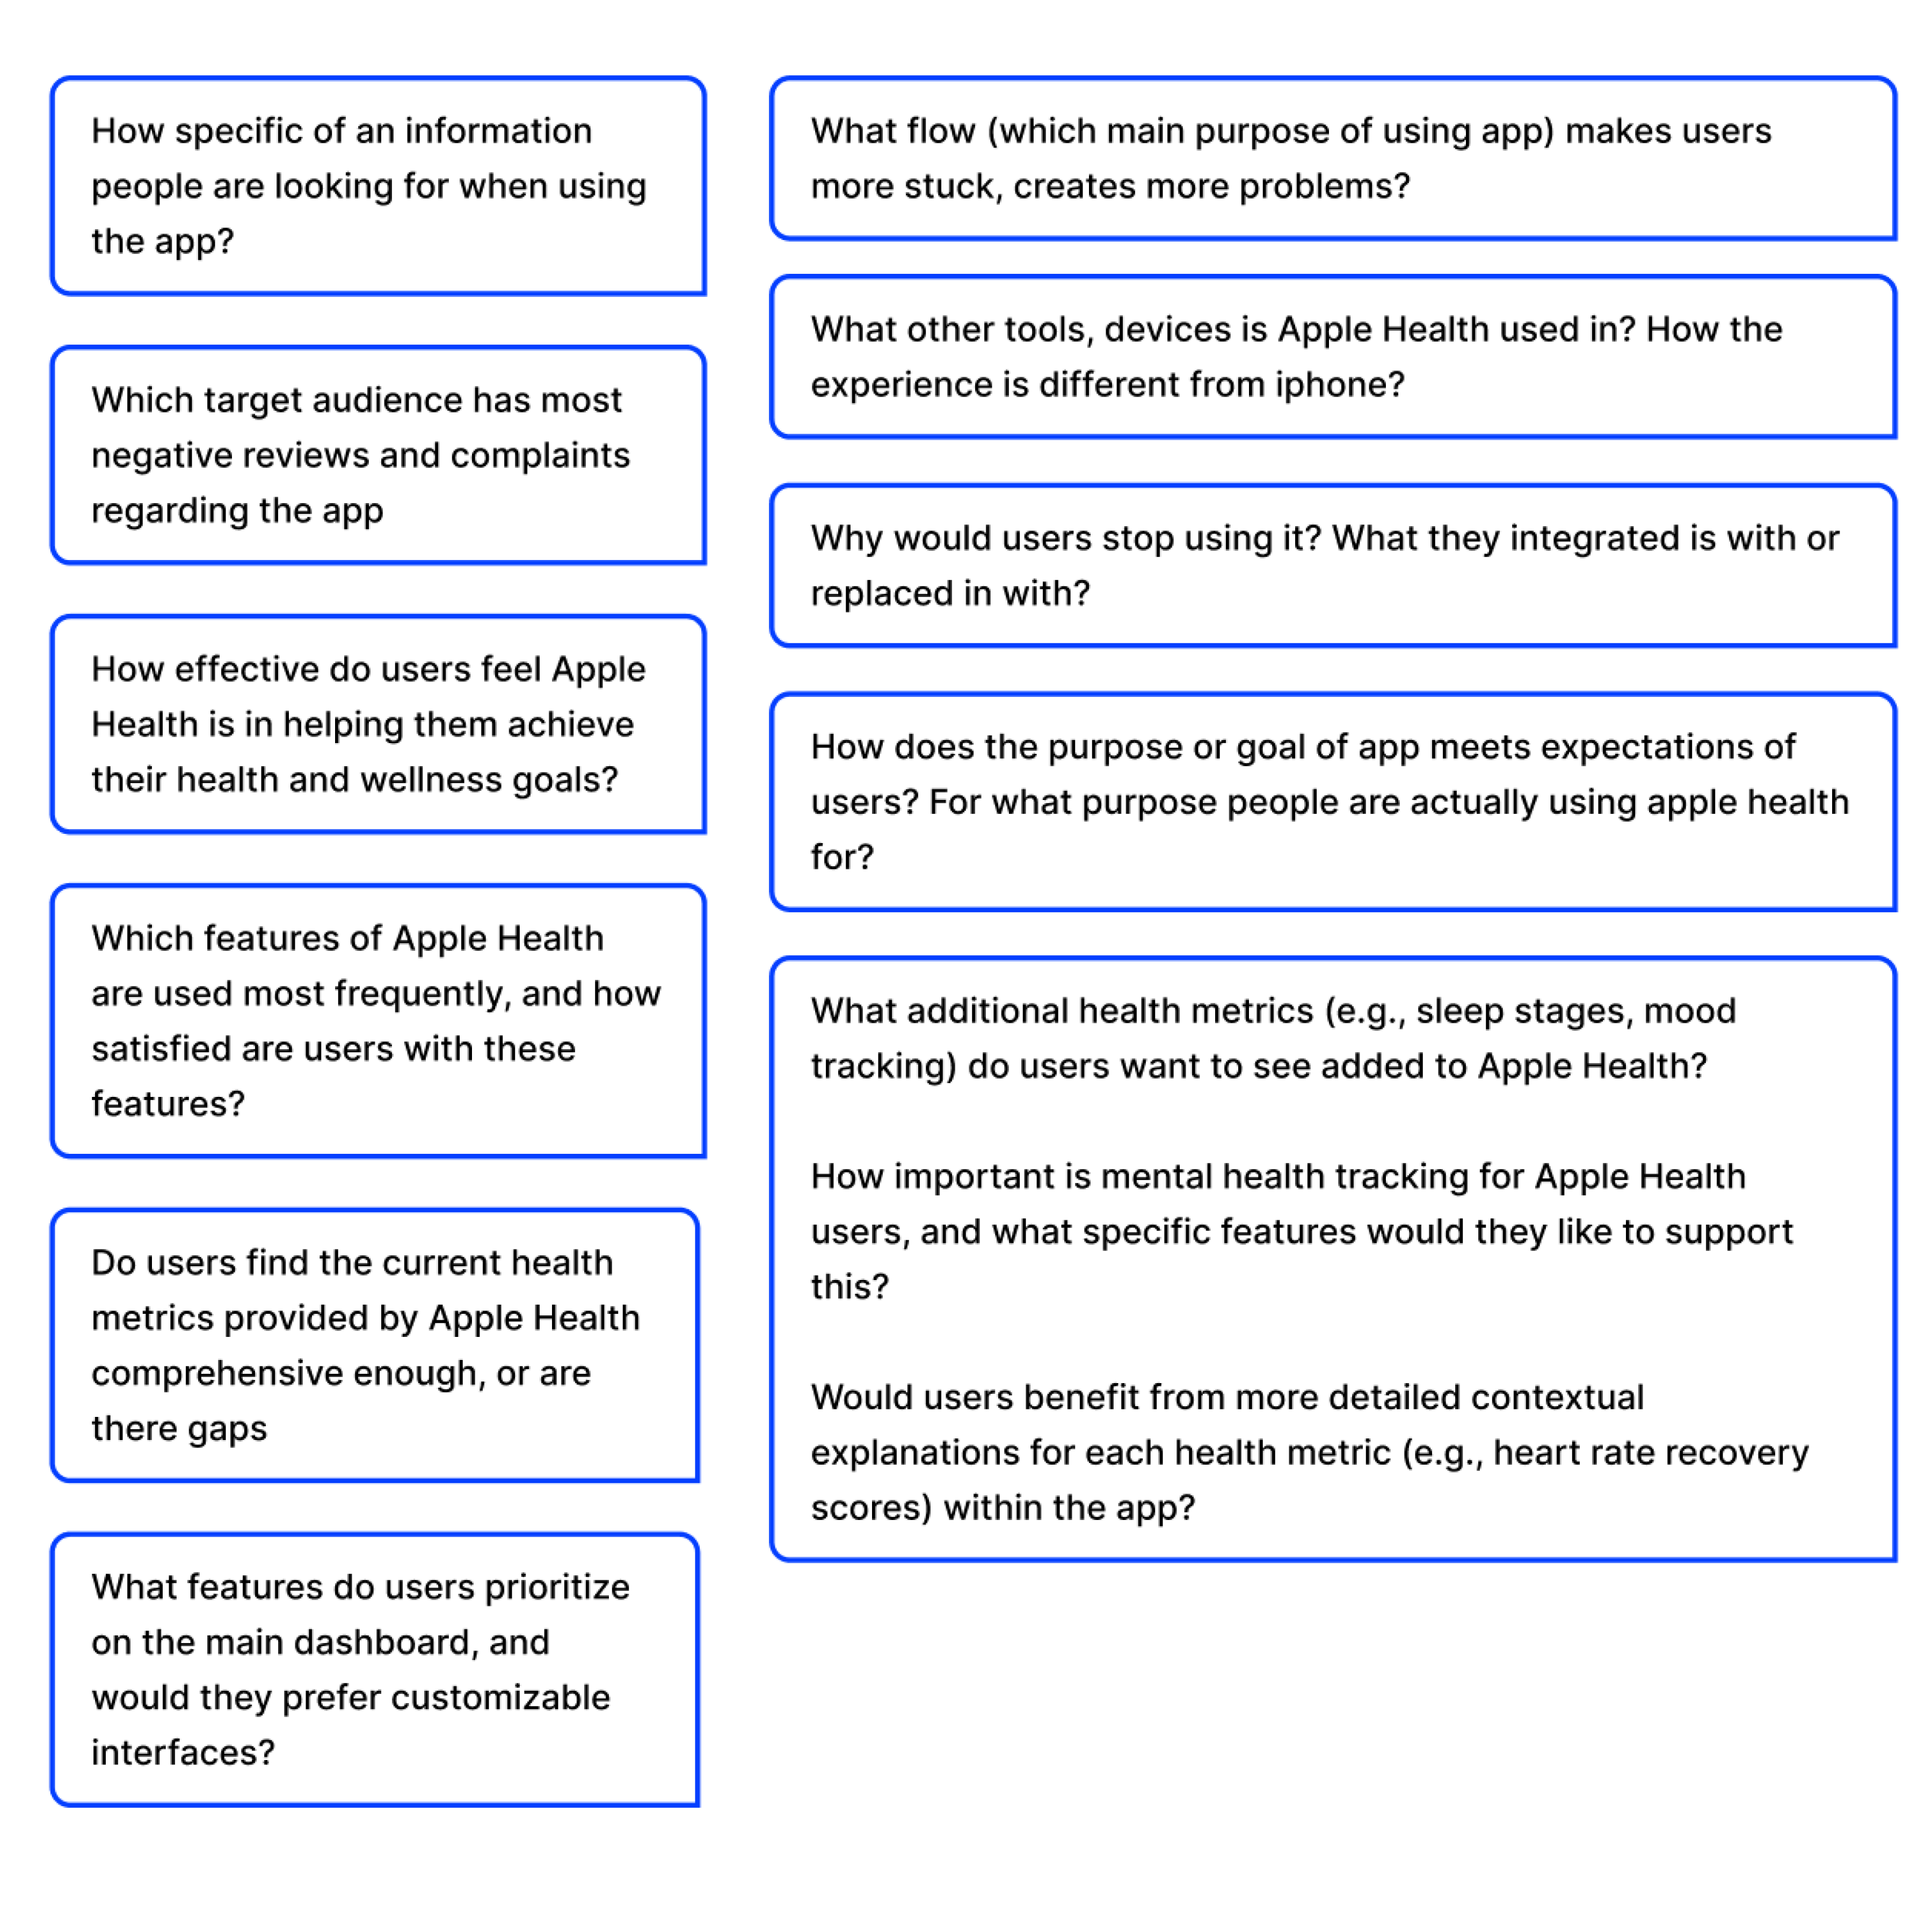 How specific of an information
people are looking for when using
the app?
Which target audience has most
negative reviews and complaints
regarding the app
How effective do users feel Apple
Health is in helping them achieve
their health and wellness goals?
Which features of Apple Health
are used most frequently, and how
satisfied are users with these
features?
Do users find the current health
metrics provided by Apple Health
comprehensive enough, or are
there gaps
What features do users prioritize
on the main dashboard, and
would they prefer customizable
interfaces?
What flow (which main purpose of using app) makes users
more stuck, creates more problems?
What other tools, devices is Apple Health used in? How the
experience is different from iphone?
Why would users stop using it? What they integrated is with or
replaced in with?
How does the purpose or goal of app meets expectations of
users? For what purpose people are actually using apple health
for?
What additional health metrics (e.g., sleep stages, mood
tracking) do users want to see added to Apple Health?
How important is mental health tracking for Apple Health
users, and what specific features would they like to support
this?
Would users benefit from more detailed contextual
explanations for each health metric (e.g., heart rate recovery
scores) within the app?